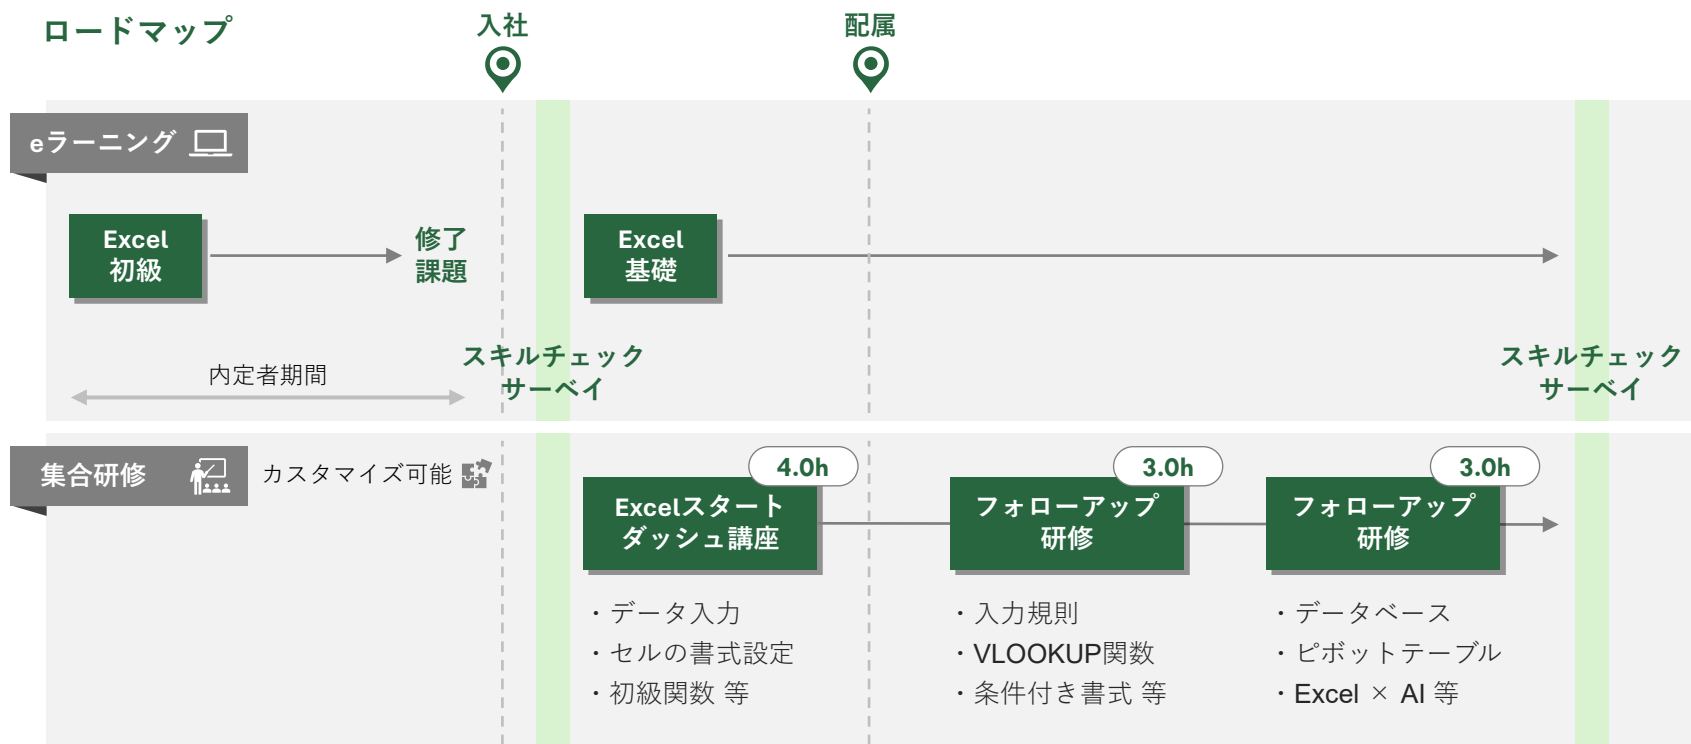 ロードマップ
入社
配属
eラーニング
Excel
初級
修了
課題
Excel
基礎
内定者期間
スキルチェック
サーベイ
スキルチェック
サーベイ
集合研修
カスタマイズ可能
4.0h
Excelスタート
ダッシュ講座
・データ入力
・セルの書式設定
・初級関数 等
3.0h
フォローアップ
研修
・入力規則
・VLOOKUP関数
・条件付き書式 等
3.0h
フォローアップ
研修
・データベース
・ピボットテーブル
・Excel × AI 等